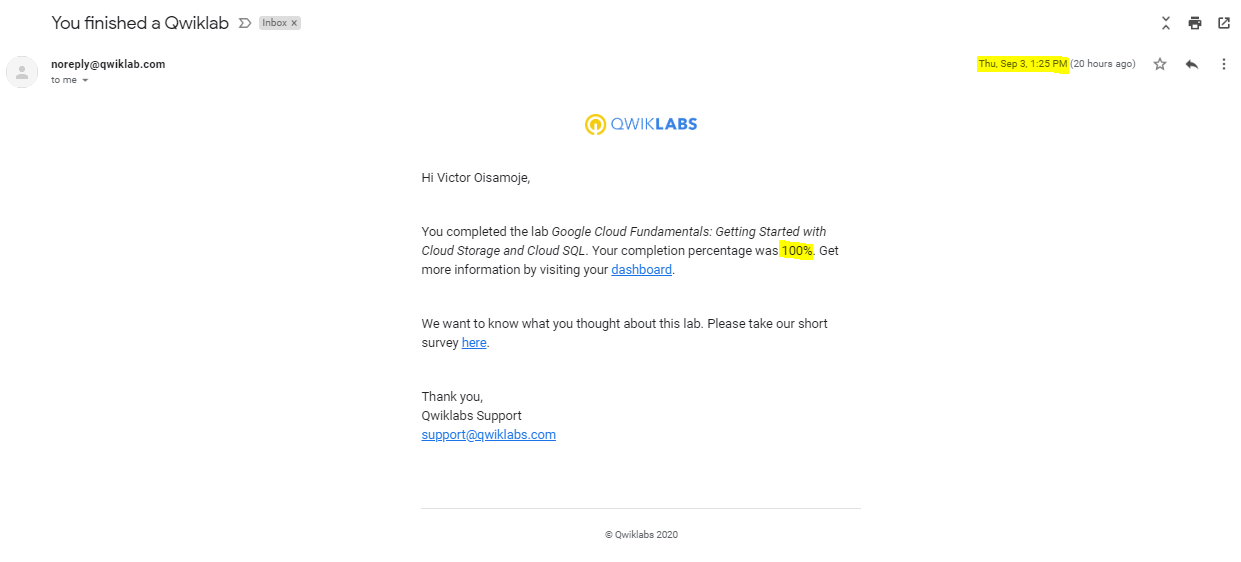 You finished a Qwiklab Inbox x
noreply@qwiklab.com Thu, Sep 3, 1:25 PM (20 hours ago)
to me
QWIKLABS
Hi Victor Oisamoje,
You completed the lab Google Cloud Fundamentals: Getting Started with
Cloud Storage and Cloud SQL. Your completion percentage was 100%. Get
more information by visiting your dashboard.
We want to know what you thought about this lab. Please take our short
survey here.
Thank you,
Qwiklabs Support
support@qwiklabs.com
© Qwiklabs 2020